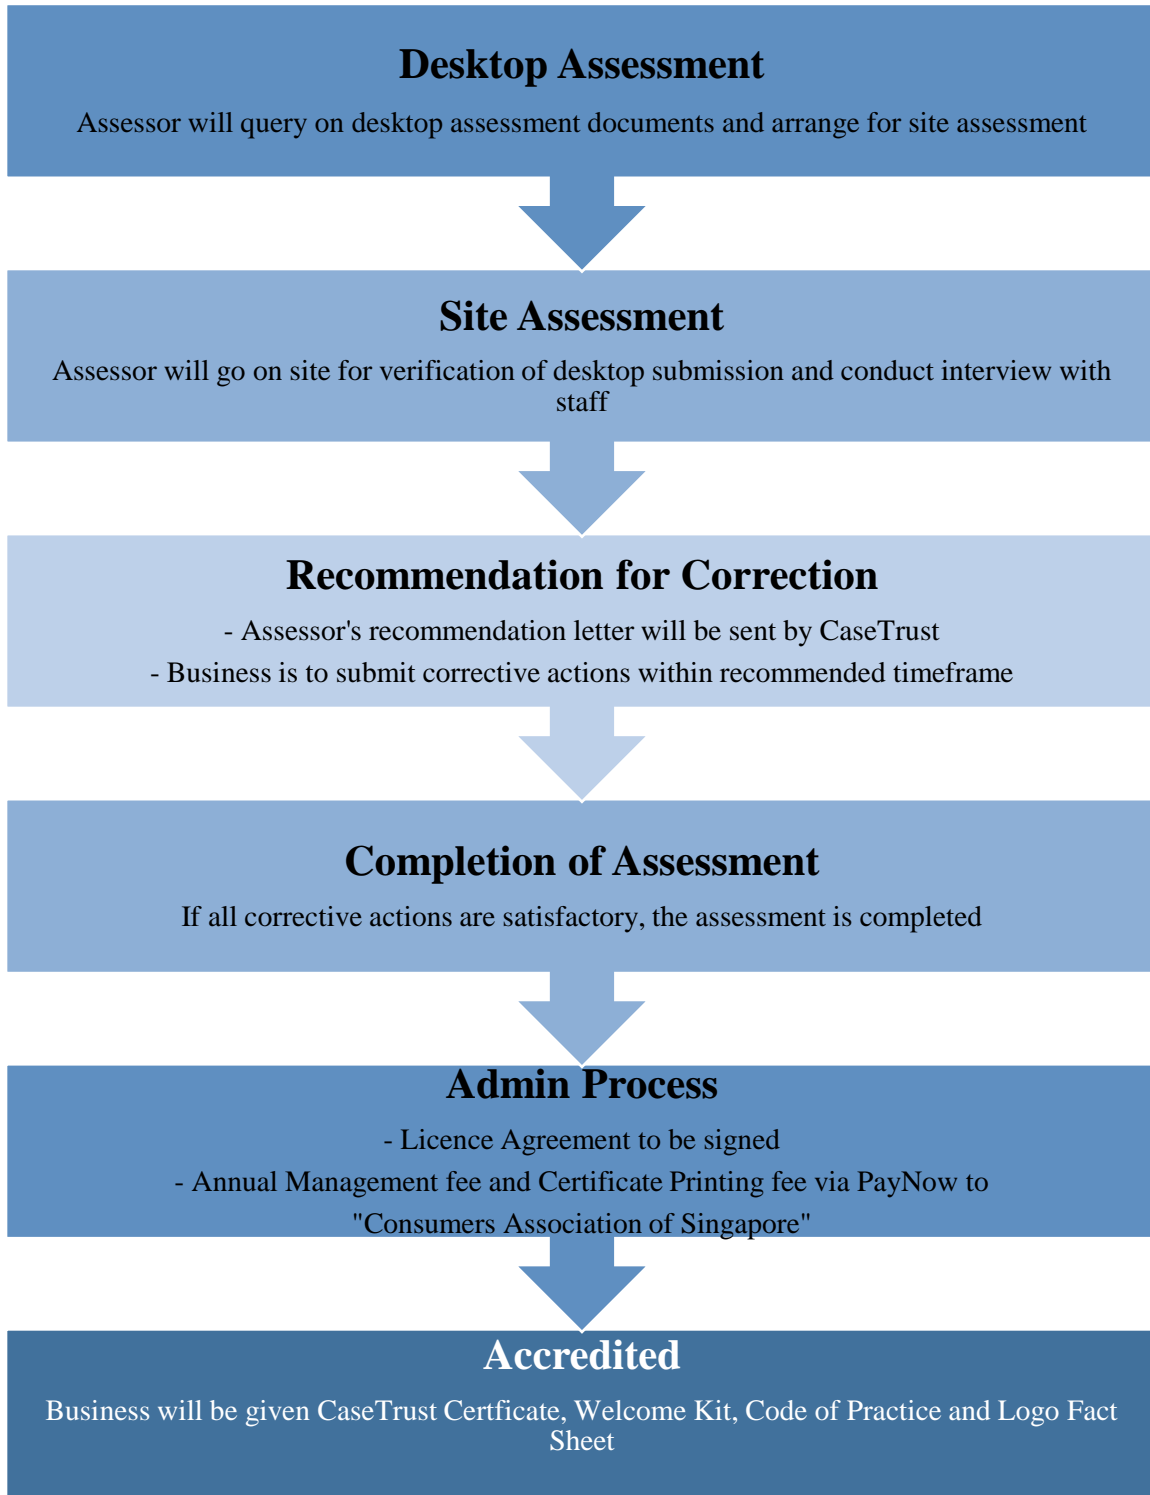 Desktop Assessment
Assessor will query on desktop assessment documents and arrange for site assessment
Site Assessment
Assessor will go on site for verification of desktop submission and conduct interview with
staff
Recommendation for Correction
- Assessor's recommendation letter will be sent by CaseTrust
- Business is to submit corrective actions within recommended timeframe
Completion of Assessment
If all corrective actions are satisfactory, the assessment is completed
Admin Process
- Licence Agreement to be signed
- Annual Management fee and Certificate Printing fee via PayNow to
"Consumers Association of Singapore"
Accredited
Business will be given CaseTrust Certficate, Welcome Kit, Code of Practice and Logo Fact
Sheet